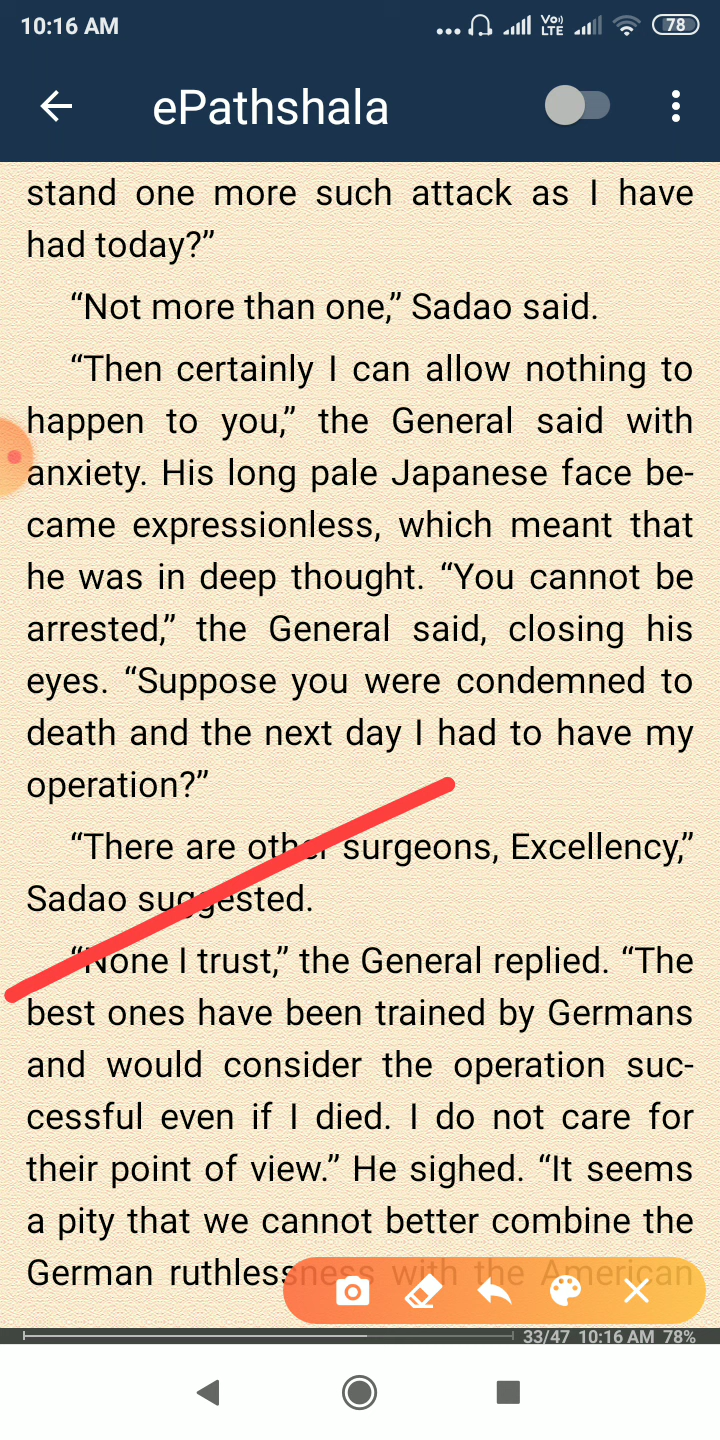 10:16 AM
Vo)) LTE
78
ePathshala
stand one more such attack as I have
had today?”
“Not more than one,” Sadao said.
“Then certainly I can allow nothing to
happen to you,” the General said with
anxiety. His long pale Japanese face be-
came expressionless, which meant that
he was in deep thought. “You cannot be
arrested,” the General said, closing his
eyes. “Suppose you were condemned to
death and the next day I had to have my
operation?”
“There are other surgeons, Excellency,”
Sadao suggested.
“None I trust,” the General replied. “The
best ones have been trained by Germans
and would consider the operation suc-
cessful even if I died. I do not care for
their point of view.” He sighed. “It seems
a pity that we cannot better combine the
German ruthlessness with the American
33/47 10:16 AM 78%